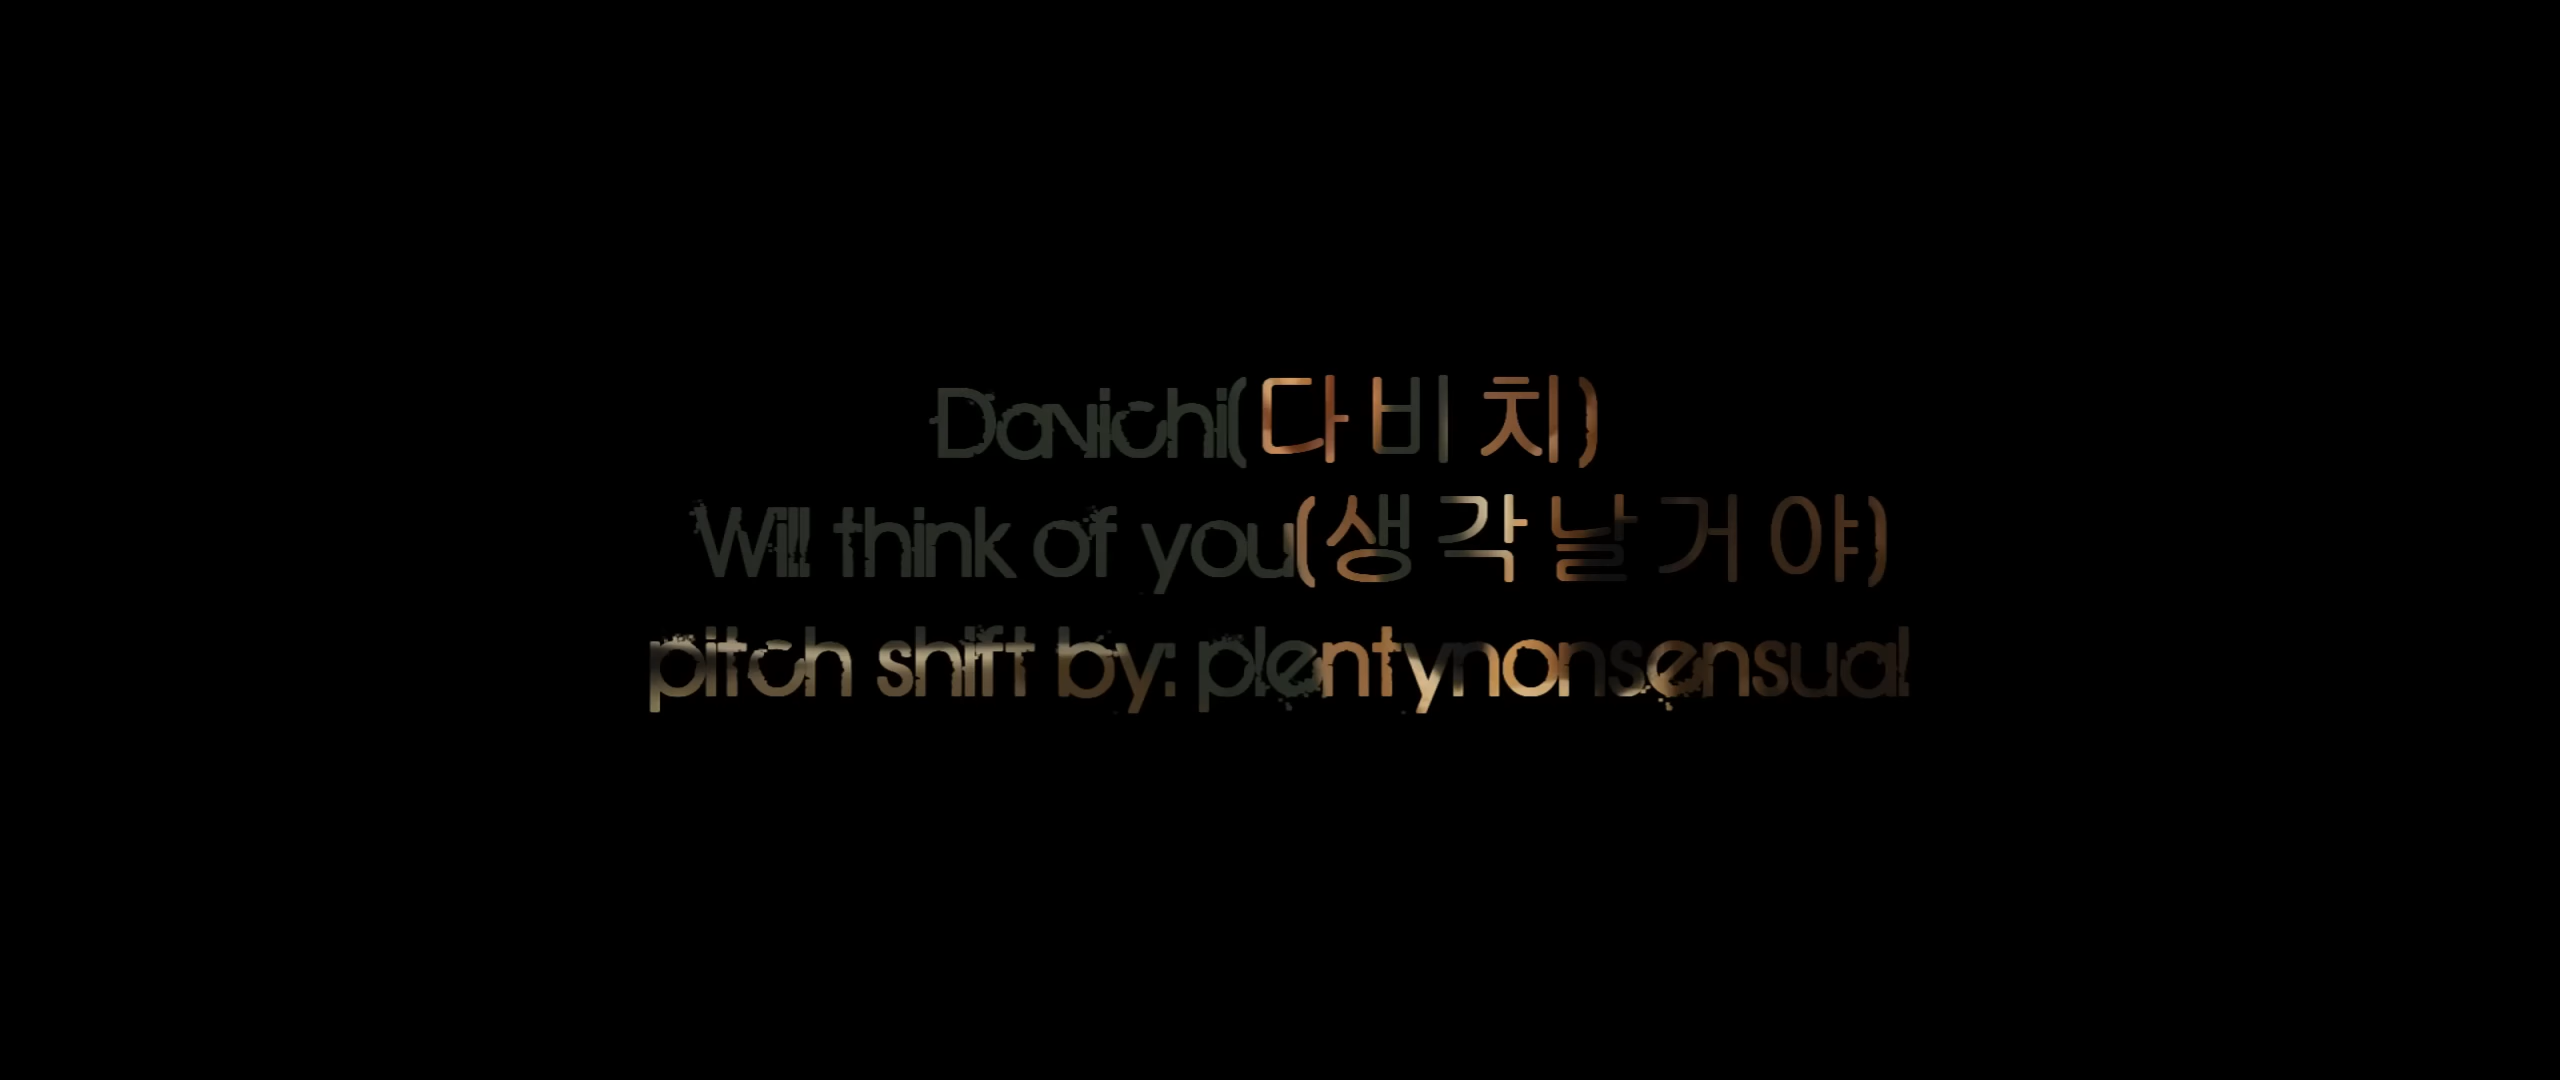 Davichi(다비치)
Will think of you(생각날거야)
pitch shift by: plentynonsensual